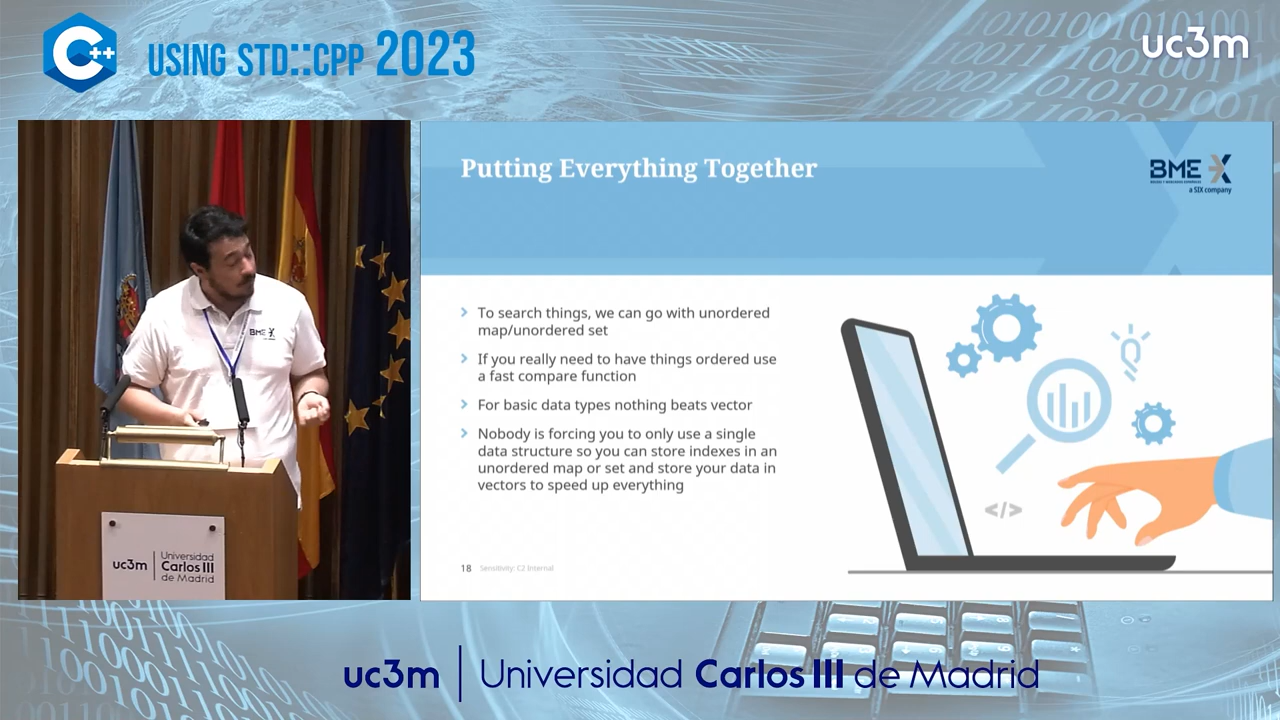 C++
USING STD::CPP 2023
uc3m
Putting Everything Together
BME X
BOLSAS Y MERCADOS ESPAÑOLES
a SIX company
To search things, we can go with unordered
map/unordered set
If you really need to have things ordered use
a fast compare function
For basic data types nothing beats vector
Nobody is forcing you to only use a single
data structure so you can store indexes in an
unordered map or set and store your data in
vectors to speed up everything
</>
18 Sensitivity: C2 Internal
BME X
uc3m
Universidad
Carlos III
de Madrid
uc3m | Universidad Carlos III de Madrid